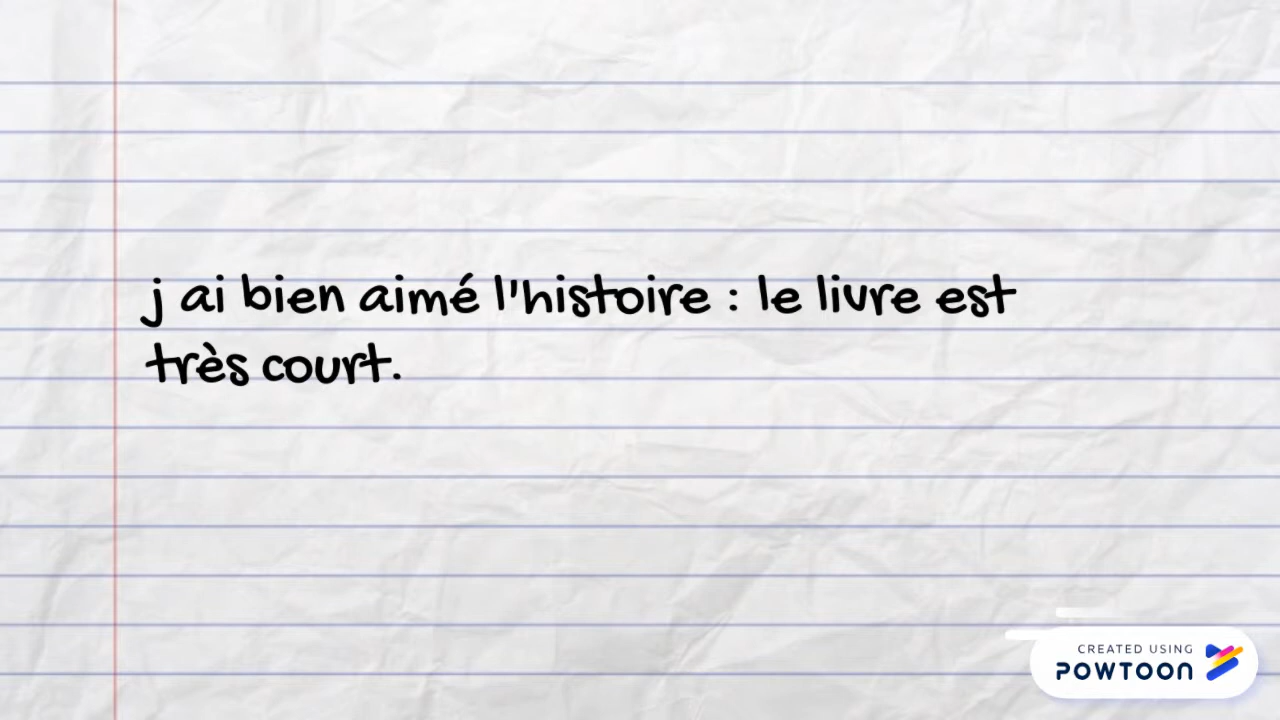 j ai bien aimé l'histoire : le livre est
très court.
CREATED USING
POWTOON